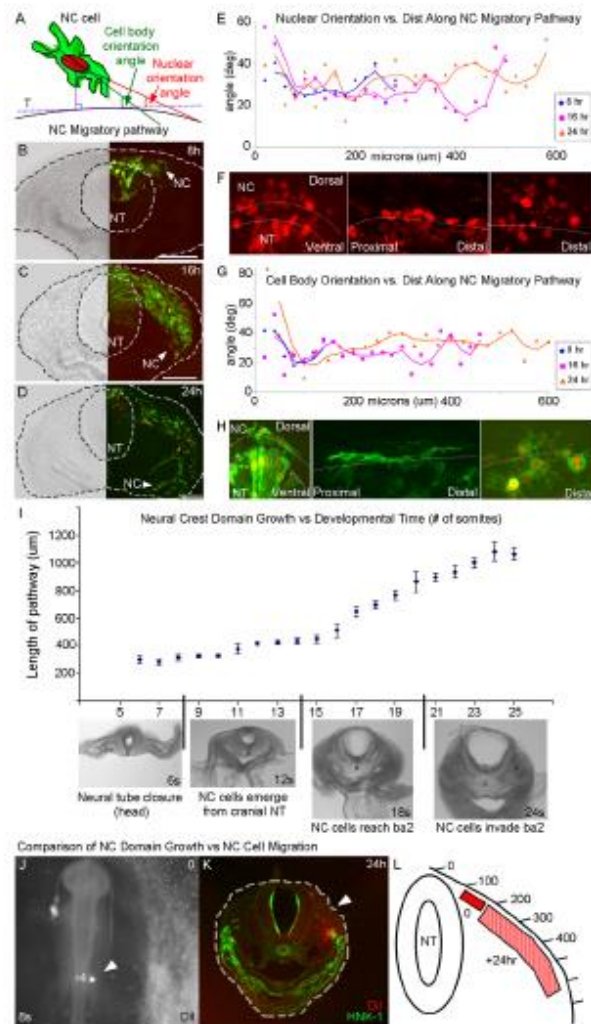 A
NC cell
Cell body
orientation
angle
Nuclear
orientation
angle
T
NC Migratory pathway
B
8h
NC
NT
C
16h
NT
NC
D
24h
NT
NC
E
Nuclear Orientation vs. Dist Along NC Migratory Pathway
angle (deg)
60
40
20
0
200
microns (um)
400
600
8 hr
16 hr
24 hr
F
NC
Dorsal
NT
Ventral
Proximal
Distal
Distal
G
Cell Body Orientation vs. Dist Along NC Migratory Pathway
angle (deg)
80
60
40
20
0
200
microns (um)
400
600
8 hr
16 hr
24 hr
H
NC
Dorsal
NT
Ventral
Proximal
Distal
Distal
I
Neural Crest Domain Growth vs Developmental Time (# of somites)
Length of pathway (um)
1200
1000
800
600
400
200
5 7 9 11 13 15 17 19 21 23 25
6s
12s
18s
24s
Neural tube closure
(head)
NC cells emerge
from cranial NT
NC cells reach ba2
NC cells invade ba2
Comparison of NC Domain Growth vs NC Cell Migration
J
0
8s
DiI
K
24h
DiI
HNK-1
L
NT
0
100
200
300
400
0
+24hr